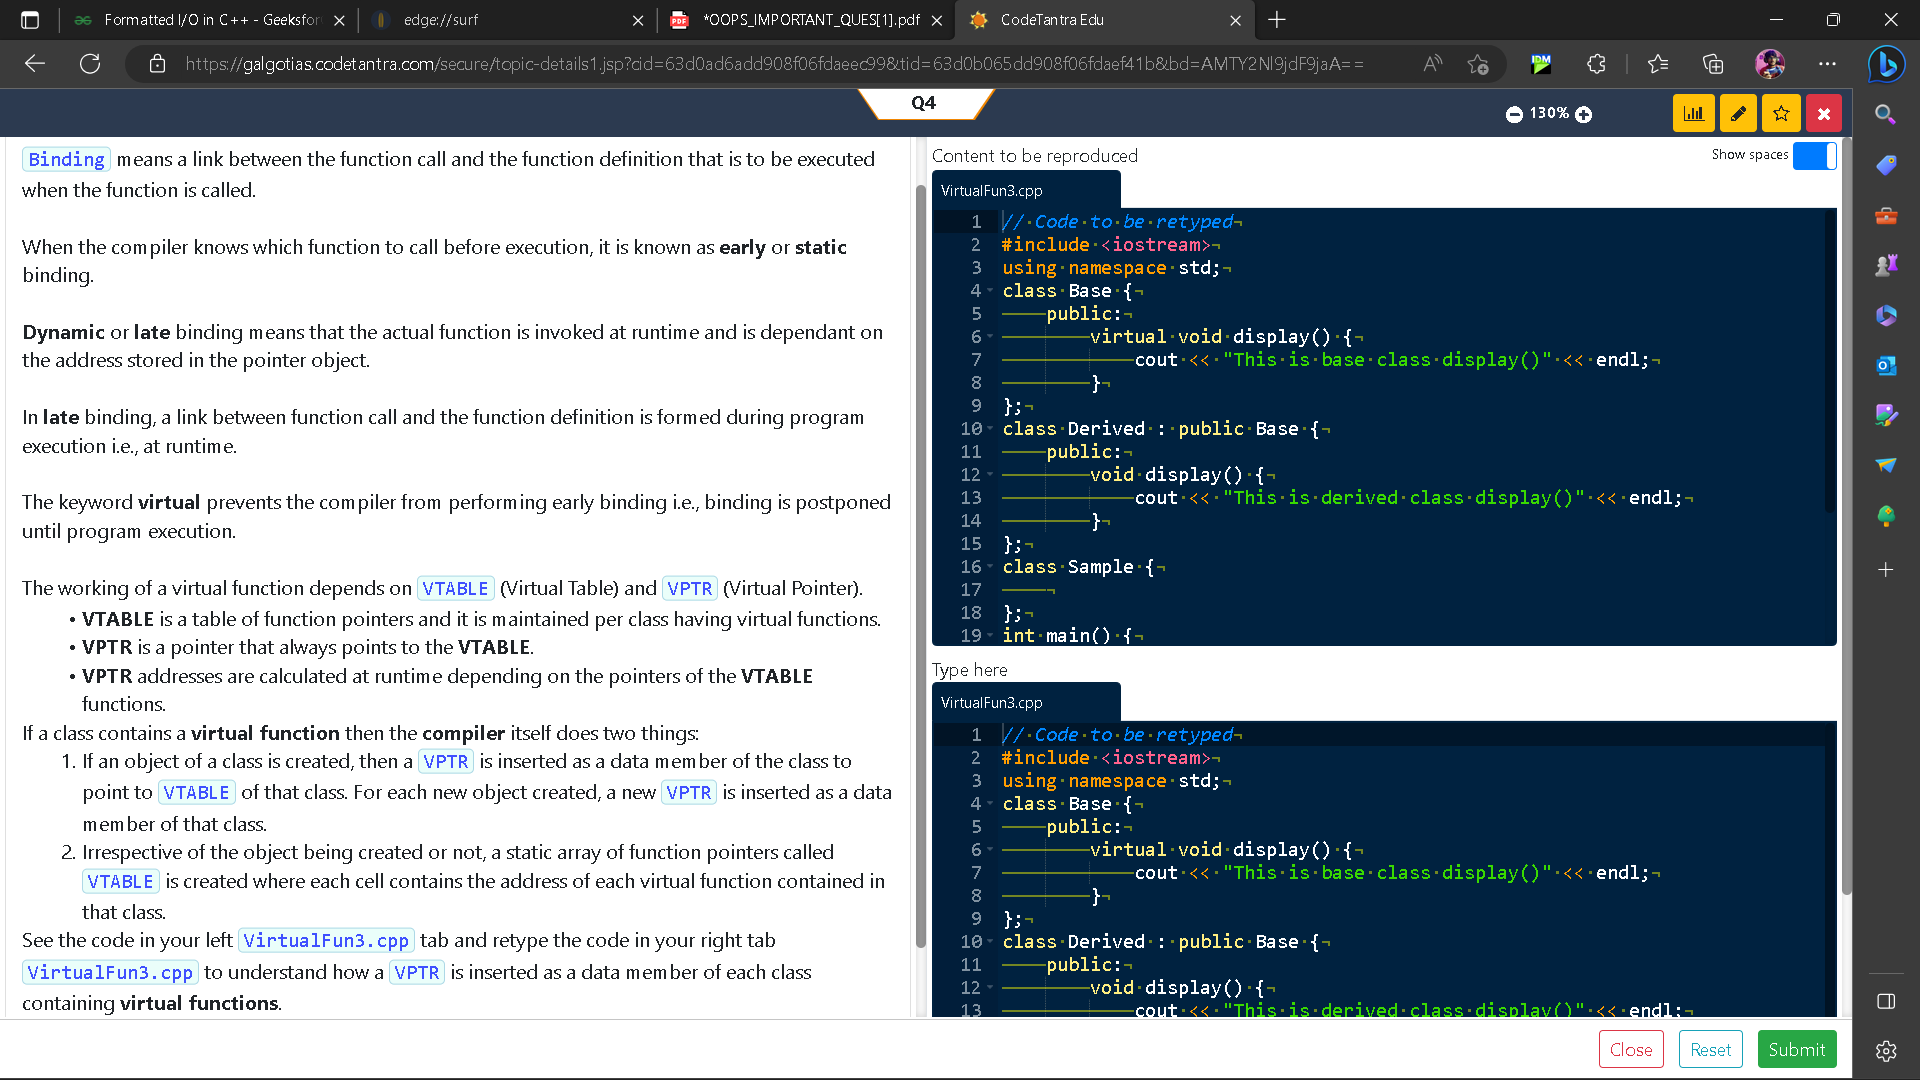 Formatted I/O in C++ - Geeksfor
edge://surf
*OOPS_IMPORTANT_QUES[1].pdf
CodeTantra Edu
https://galgotias.codetantra.com/secure/topic-details1.jsp?cid=63d0ad6add908f06fdaeec99&tid=63d0b065dd908f06fdaef41b&bd=AMTY2Nl9jdF9jaA==
Q4
130%
Binding means a link between the function call and the function definition that is to be executed
when the function is called.
When the compiler knows which function to call before execution, it is known as early or static
binding.
Dynamic or late binding means that the actual function is invoked at runtime and is dependant on
the address stored in the pointer object.
In late binding, a link between function call and the function definition is formed during program
execution i.e., at runtime.
The keyword virtual prevents the compiler from performing early binding i.e., binding is postponed
until program execution.
The working of a virtual function depends on VTABLE (Virtual Table) and VPTR (Virtual Pointer).
• VTABLE is a table of function pointers and it is maintained per class having virtual functions.
• VPTR is a pointer that always points to the VTABLE.
• VPTR addresses are calculated at runtime depending on the pointers of the VTABLE
functions.
If a class contains a virtual function then the compiler itself does two things:
1. If an object of a class is created, then a VPTR is inserted as a data member of the class to
point to VTABLE of that class. For each new object created, a new VPTR is inserted as a data
member of that class.
2. Irrespective of the object being created or not, a static array of function pointers called
VTABLE is created where each cell contains the address of each virtual function contained in
that class.
See the code in your left VirtualFun3.cpp tab and retype the code in your right tab
VirtualFun3.cpp to understand how a VPTR is inserted as a data member of each class
containing virtual functions.
Content to be reproduced
Show spaces
VirtualFun3.cpp
1 // Code to be retyped
2 #include <iostream>
3 using namespace std;
4 class Base {
5 public:
6 virtual void display() {
7 cout << "This is base class display()" << endl;
8 }
9 };
10 class Derived : public Base {
11 public:
12 void display() {
13 cout << "This is derived class display()" << endl;
14 }
15 };
16 class Sample {
17
18 };
19 int main() {
Type here
VirtualFun3.cpp
1 // Code to be retyped
2 #include <iostream>
3 using namespace std;
4 class Base {
5 public:
6 virtual void display() {
7 cout << "This is base class display()" << endl;
8 }
9 };
10 class Derived : public Base {
11 public:
12 void display() {
13 cout << "This is derived class display()" << endl;
Close
Reset
Submit